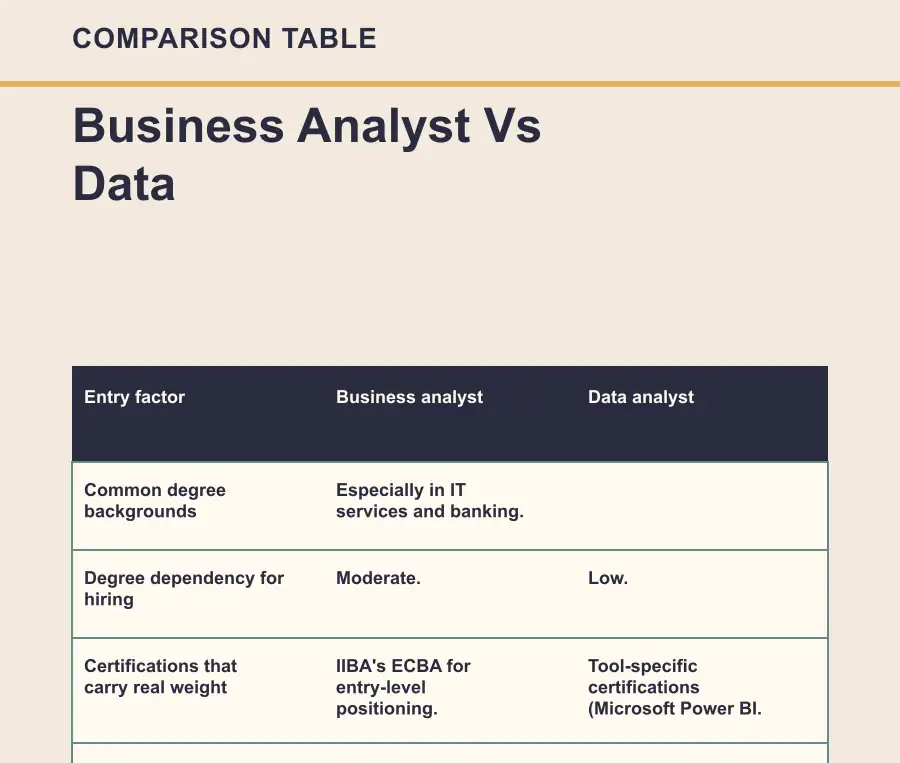 COMPARISON TABLE
Business Analyst Vs
Data
Entry factor
Business analyst
Data analyst
Common degree
backgrounds
Especially in IT
services and banking.
Degree dependency for
hiring
Moderate.
Low.
Certifications that
carry real weight
IIBA's ECBA for
entry-level
positioning.
Tool-specific
certifications
(Microsoft Power BI.